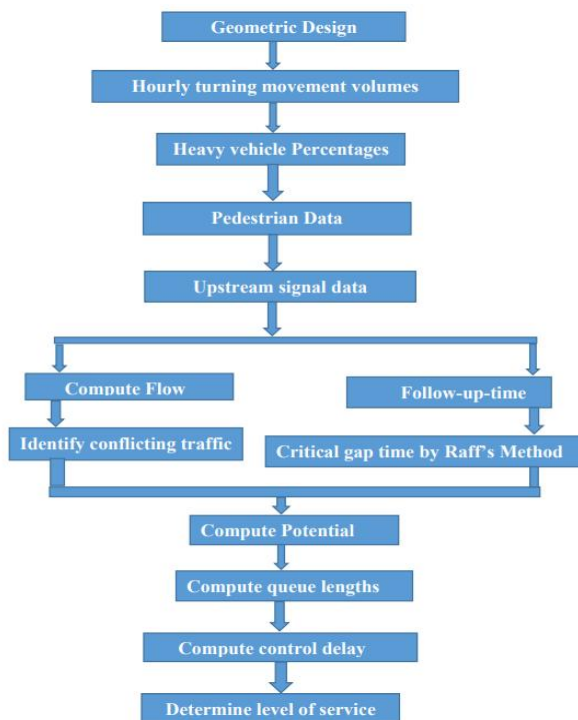 Geometric Design
Hourly turning movement volumes
Heavy vehicle Percentages
Pedestrian Data
Upstream signal data
Compute Flow
Follow-up-time
Identify conflicting traffic
Critical gap time by Raff's Method
Compute Potential
Compute queue lengths
Compute control delay
Determine level of service